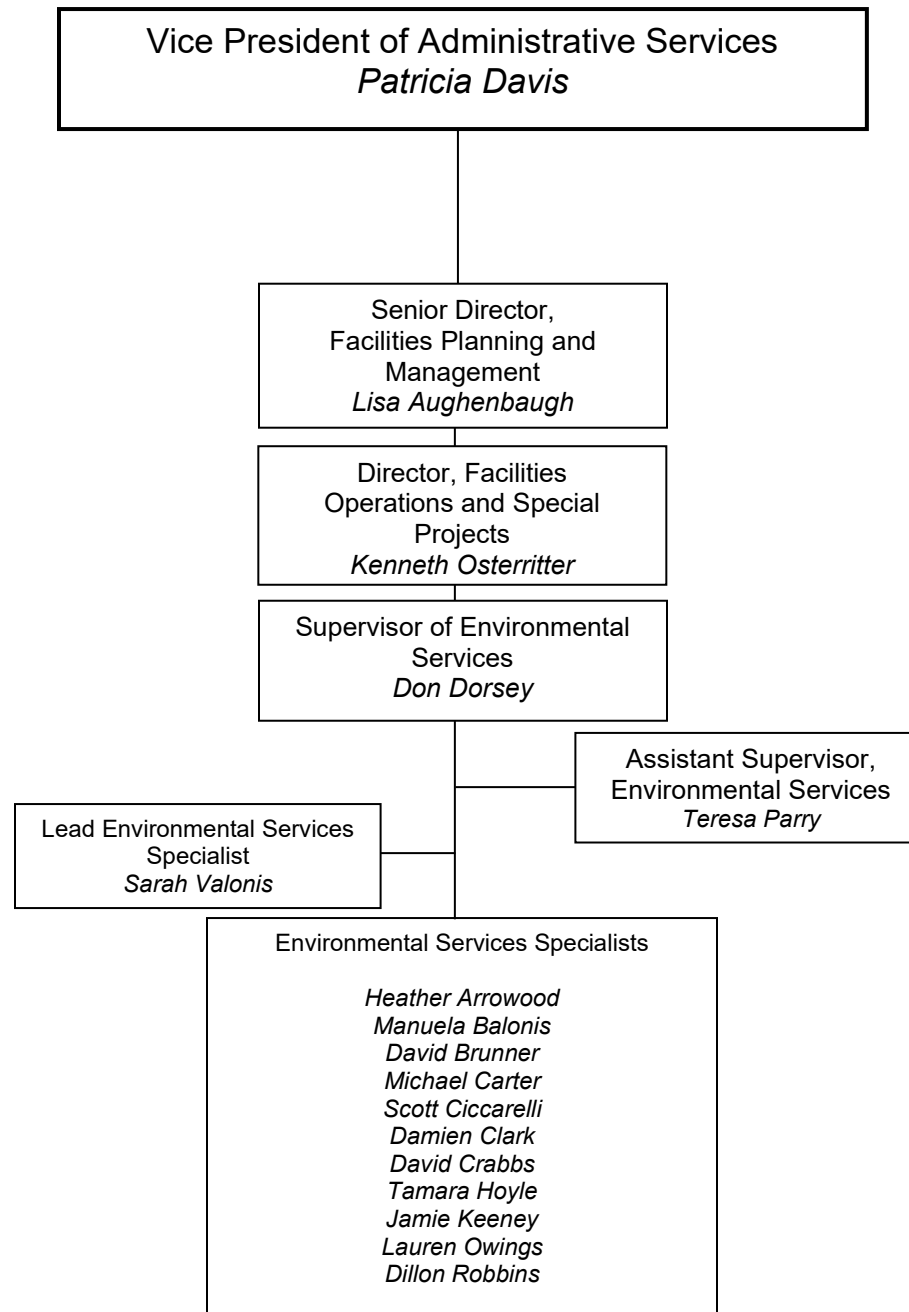 Vice President of Administrative Services
Patricia Davis
Senior Director,
Facilities Planning and
Management
Lisa Aughenbaugh
Director, Facilities
Operations and Special
Projects
Kenneth Osterritter
Supervisor of Environmental
Services
Don Dorsey
Assistant Supervisor,
Environmental Services
Teresa Parry
Lead Environmental Services
Specialist
Sarah Valonis
Environmental Services Specialists
Heather Arrowood
Manuela Balonis
David Brunner
Michael Carter
Scott Ciccarelli
Damien Clark
David Crabbs
Tamara Hoyle
Jamie Keeney
Lauren Owings
Dillon Robbins